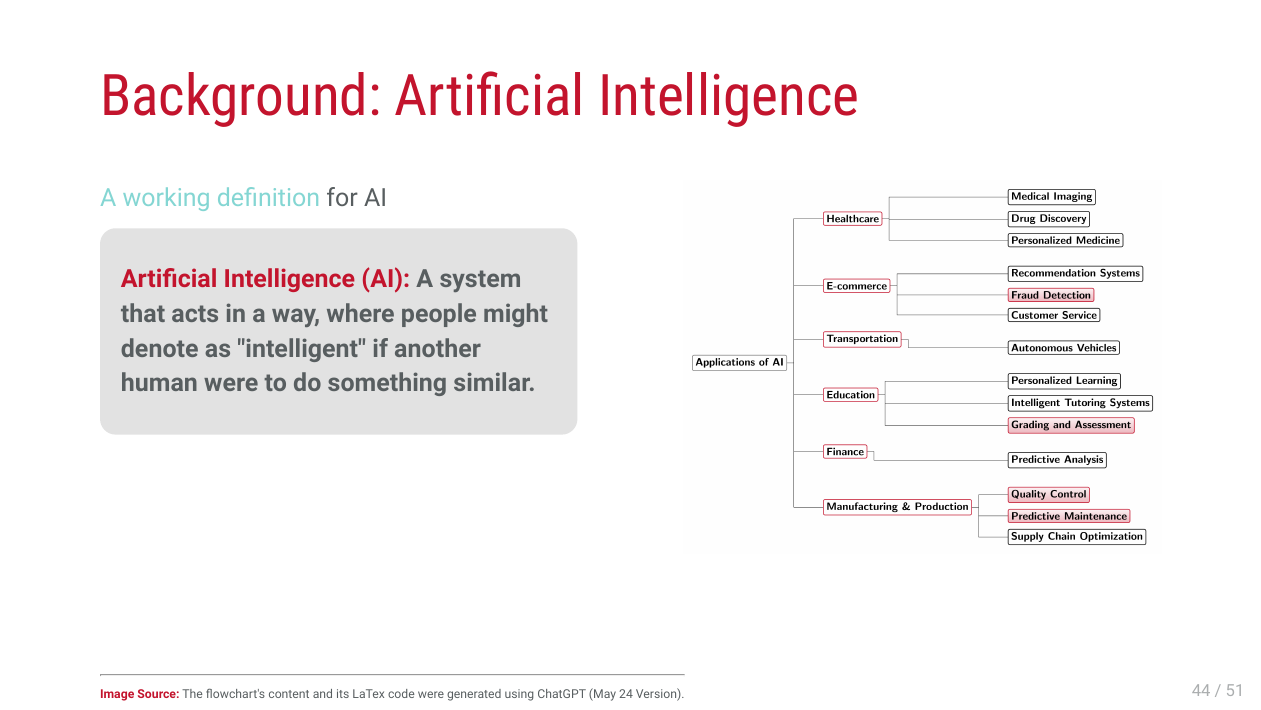 Background: Artificial Intelligence
A working definition for AI
Artificial Intelligence (AI): A system
that acts in a way, where people might
denote as "intelligent" if another
human were to do something similar.
Applications of AI
Healthcare
Medical Imaging
Drug Discovery
Personalized Medicine
E-commerce
Recommendation Systems
Fraud Detection
Customer Service
Transportation
Autonomous Vehicles
Education
Personalized Learning
Intelligent Tutoring Systems
Grading and Assessment
Finance
Predictive Analysis
Manufacturing & Production
Quality Control
Predictive Maintenance
Supply Chain Optimization
Image Source: The flowchart's content and its LaTex code were generated using ChatGPT (May 24 Version).
44 / 51